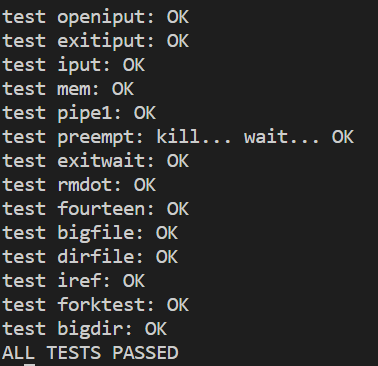 test openiput: OK
test exitiput: OK
test iput: OK
test mem: OK
test pipe1: OK
test preempt: kill... wait... OK
test exitwait: OK
test rmdot: OK
test fourteen: OK
test bigfile: OK
test dirfile: OK
test iref: OK
test forktest: OK
test bigdir: OK
ALL TESTS PASSED